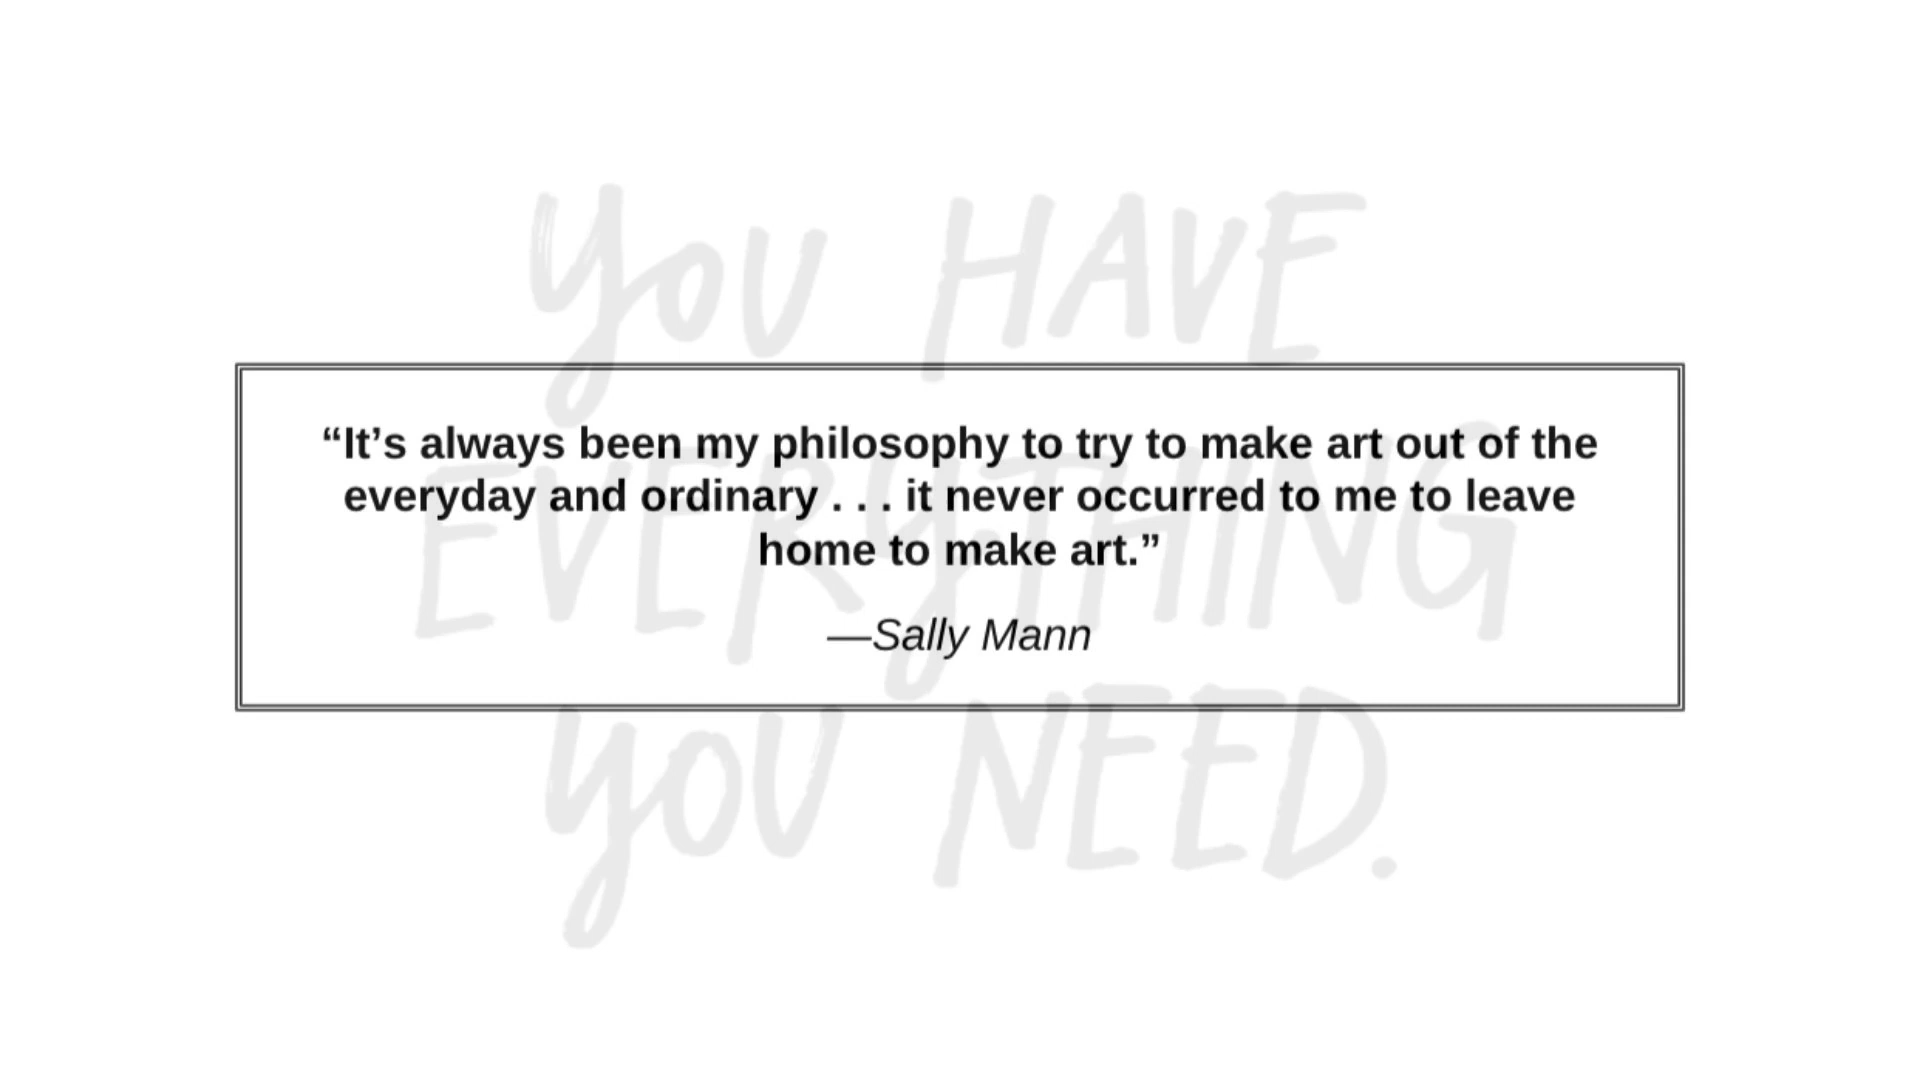 YOU HAVE
“It’s always been my philosophy to try to make art out of the
everyday and ordinary . . . it never occurred to me to leave
home to make art.”
—Sally Mann
EVERYTHING
YOU NEED.